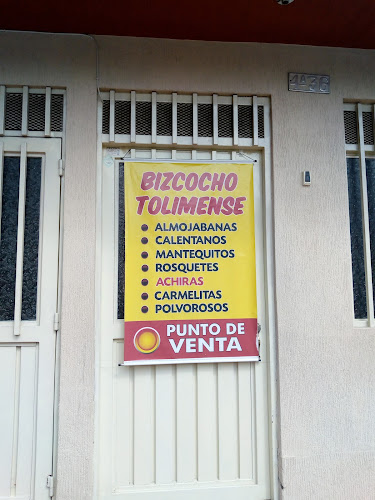 BIZCOCHO
TOLIMENSE
ALMOJABANAS
CALENTANOS
MANTEQUITOS
ROSQUETES
ACHIRAS
CARMELITAS
POLVOROSOS
PUNTO DE
VENTA